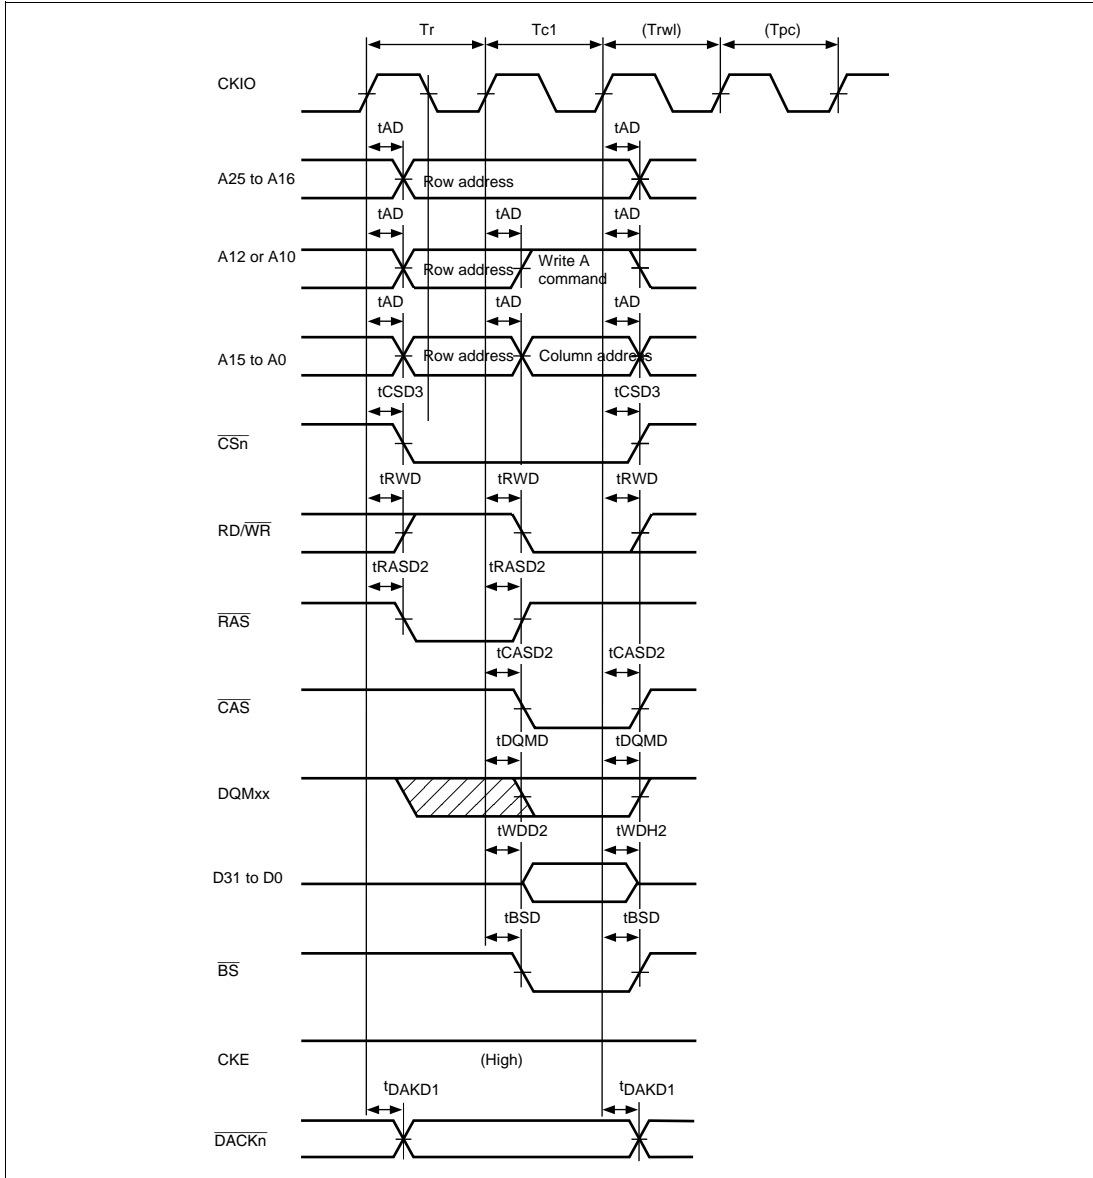 Tr Tc1 (Trwl) (Tpc)
CKIO
tAD tAD
A25 to A16 Row address
tAD tAD tAD
A12 or A10 Row address Write A
command
tAD tAD tAD
A15 to A0 Row address Column address
tCSD3 tCSD3
CSn
tRWD tRWD tRWD
RD/WR
tRASD2 tRASD2
RAS
tCASD2 tCASD2
CAS
tDQMD tDQMD
DQMxx
tWDD2 tWDH2
D31 to D0
tBSD tBSD
BS
CKE (High)
tDAKD1 tDAKD1
DACKn